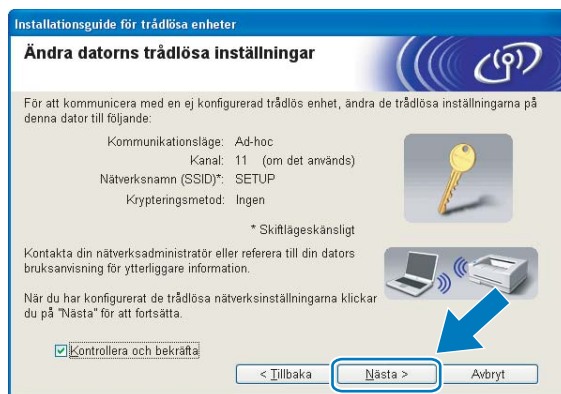 Installationsguide för trådlösa enheter
Ändra datorns trådlösa inställningar
För att kommunicera med en ej konfigurerad trådlös enhet, ändra de trådlösa inställningarna på
denna dator till följande:
Kommunikationsläge: Ad-hoc
Kanal: 11 (om det används)
Nätverksnamn (SSID)*: SETUP
Krypteringsmetod: Ingen
* Skiftlägeskänsligt
Kontakta din nätverksadministratör eller referera till din dators
bruksanvisning för ytterliggare information.
När du har konfigurerat de trådlösa nätverksinställningarna klickar
du på "Nästa" för att fortsätta.
Kontrollera och bekräfta
< Tillbaka Nästa > Avbryt